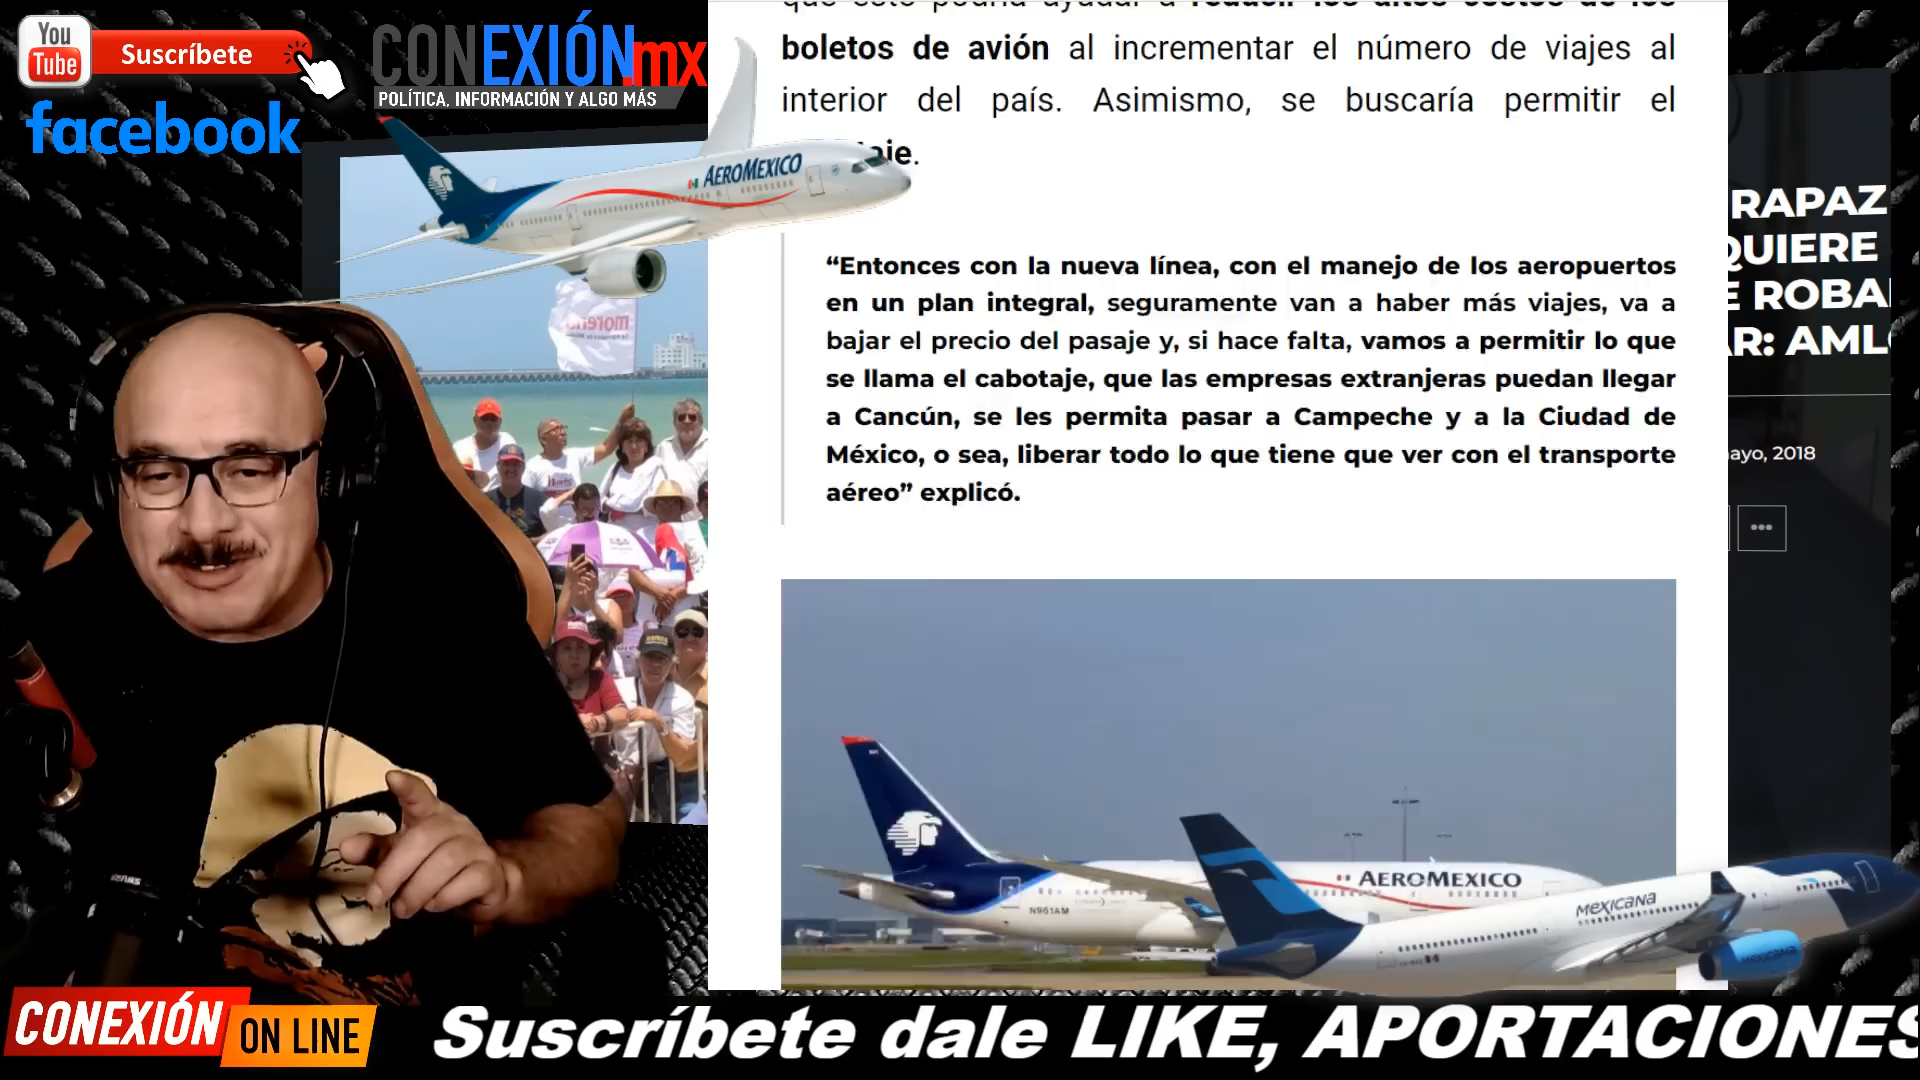 You
Tube
Suscríbete
facebook
CONEXIÓN.mx
POLÍTICA, INFORMACIÓN Y ALGO MÁS
boletos de avión al incrementar el número de viajes al
interior del país. Asimismo, se buscaría permitir el
AEROMEXICO
morena
“Entonces con la nueva línea, con el manejo de los aeropuertos
en un plan integral, seguramente van a haber más viajes, va a
bajar el precio del pasaje y, si hace falta, vamos a permitir lo que
se llama el cabotaje, que las empresas extranjeras puedan llegar
a Cancún, se les permita pasar a Campeche y a la Ciudad de
México, o sea, liberar todo lo que tiene que ver con el transporte
aéreo” explicó.
RAPAZ
QUIERE
E ROBA
AR: AML
ayo, 2018
AEROMEXICO
N961AM
mexicana
mexicana
CONEXIÓN
ON LINE
Suscríbete dale LIKE, APORTACIONES